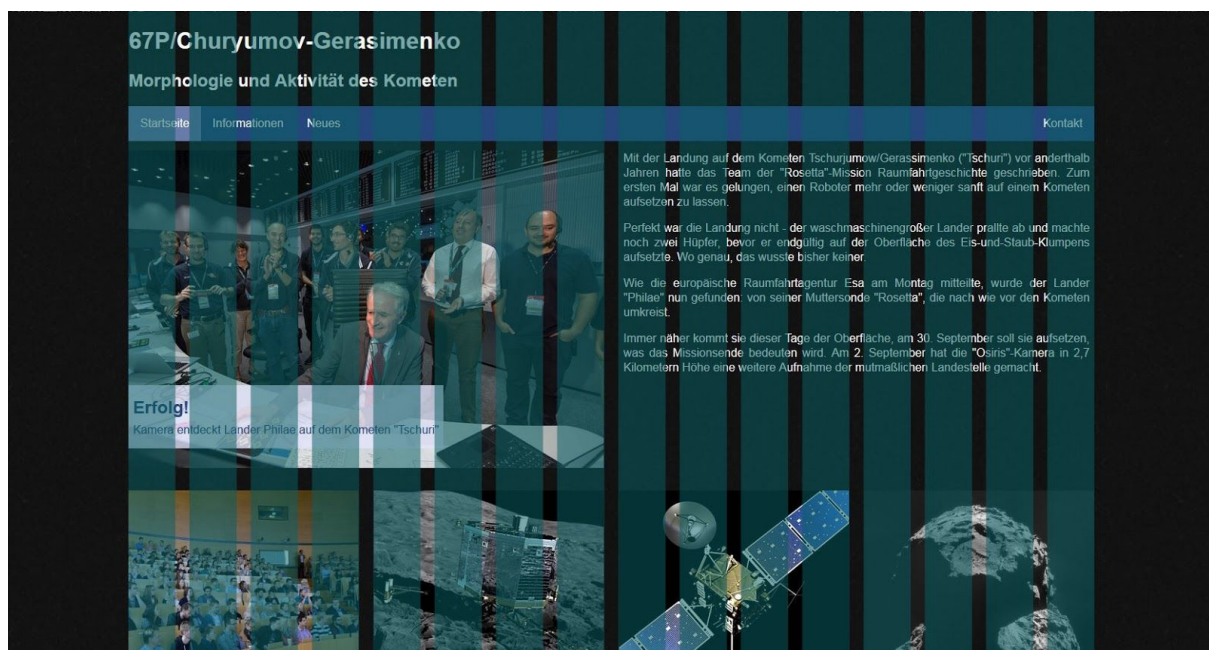 67P/Churyumov-Gerasimenko
Morphologie und Aktivität des Kometen
Startseite Informationen Neues Kontakt
Mit der Landung auf dem Kometen Tschurjumow/Gerassimenko ("Tschuri") vor anderthalb
Jahren hatte das Team der "Rosetta"-Mission Raumfahrtgeschichte geschrieben. Zum
ersten Mal war es gelungen, einen Roboter mehr oder weniger sanft auf einem Kometen
aufsetzen zu lassen.
Perfekt war die Landung nicht - der waschmaschinengroßer Lander prallte ab und machte
noch zwei Hüpfer, bevor er endgültig auf der Oberfläche des Eis-und-Staub-Klumpens
aufsetzte. Wo genau, das wusste bisher keiner.
Wie die europäische Raumfahrtagentur Esa am Montag mitteilte, wurde der Lander
"Philae" nun gefunden: von seiner Muttersonde "Rosetta", die nach wie vor den Kometen
umkreist.
Immer näher kommt sie dieser Tage der Oberfläche, am 30. September soll sie aufsetzen,
was das Missionsende bedeuten wird. Am 2. September hat die "Osiris"-Kamera in 2,7
Kilometern Höhe eine weitere Aufnahme der mutmaßlichen Landestelle gemacht.
Erfolg!
Kamera entdeckt Lander Philae auf dem Kometen "Tschuri"